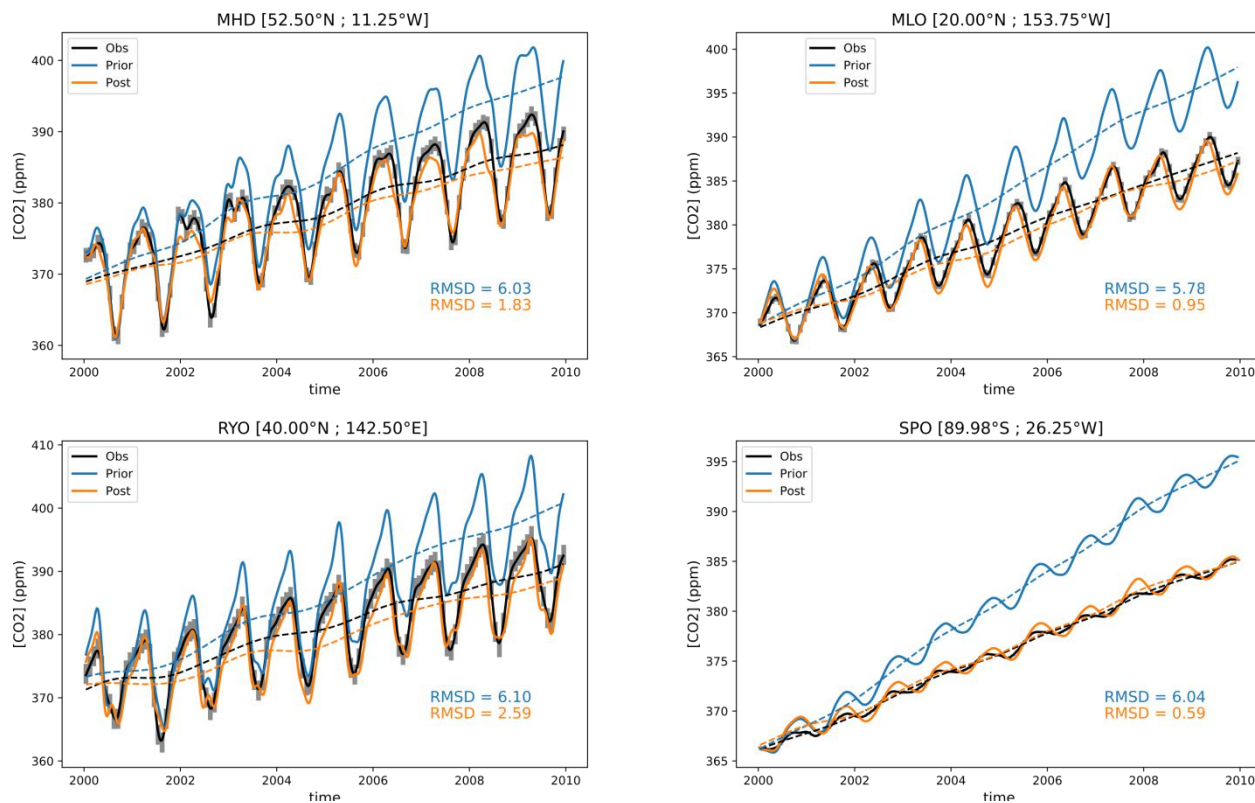 MHD [52.50°N ; 11.25°W]
[CO2] (ppm)
400
390
380
370
360
Obs
Prior
Post
RMSD = 6.03
RMSD = 1.83
2000 2002 2004 2006 2008 2010
time
MLO [20.00°N ; 153.75°W]
[CO2] (ppm)
400
395
390
385
380
375
370
365
Obs
Prior
Post
RMSD = 5.78
RMSD = 0.95
2000 2002 2004 2006 2008 2010
time
RYO [40.00°N ; 142.50°E]
[CO2] (ppm)
410
400
390
380
370
360
Obs
Prior
Post
RMSD = 6.10
RMSD = 2.59
2000 2002 2004 2006 2008 2010
time
SPO [89.98°S ; 26.25°W]
[CO2] (ppm)
395
390
385
380
375
370
365
Obs
Prior
Post
RMSD = 6.04
RMSD = 0.59
2000 2002 2004 2006 2008 2010
time